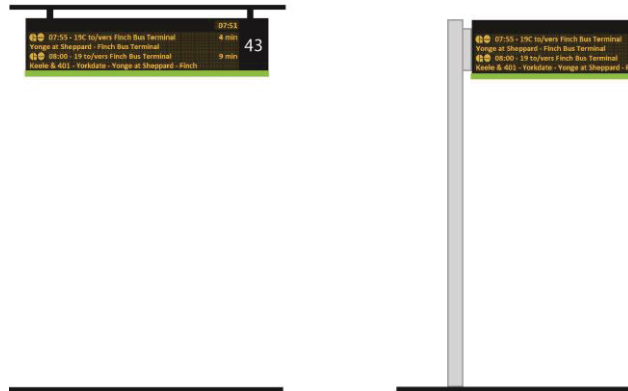 07:51
07:55 - 19C to/vers Finch Bus Terminal 4 min
Yonge at Sheppard - Finch Bus Terminal
08:00 - 19 to/vers Finch Bus Terminal 9 min
Keele & 401 - Yorkdate - Yonge at Sheppard - Finch
43
07:55 - 19C to/vers Finch Bus Terminal
Yonge at Sheppard - Finch Bus Terminal
08:00 - 19 to/vers Finch Bus Terminal
Keele & 401 - Yorkdate - Yonge at Sheppard -